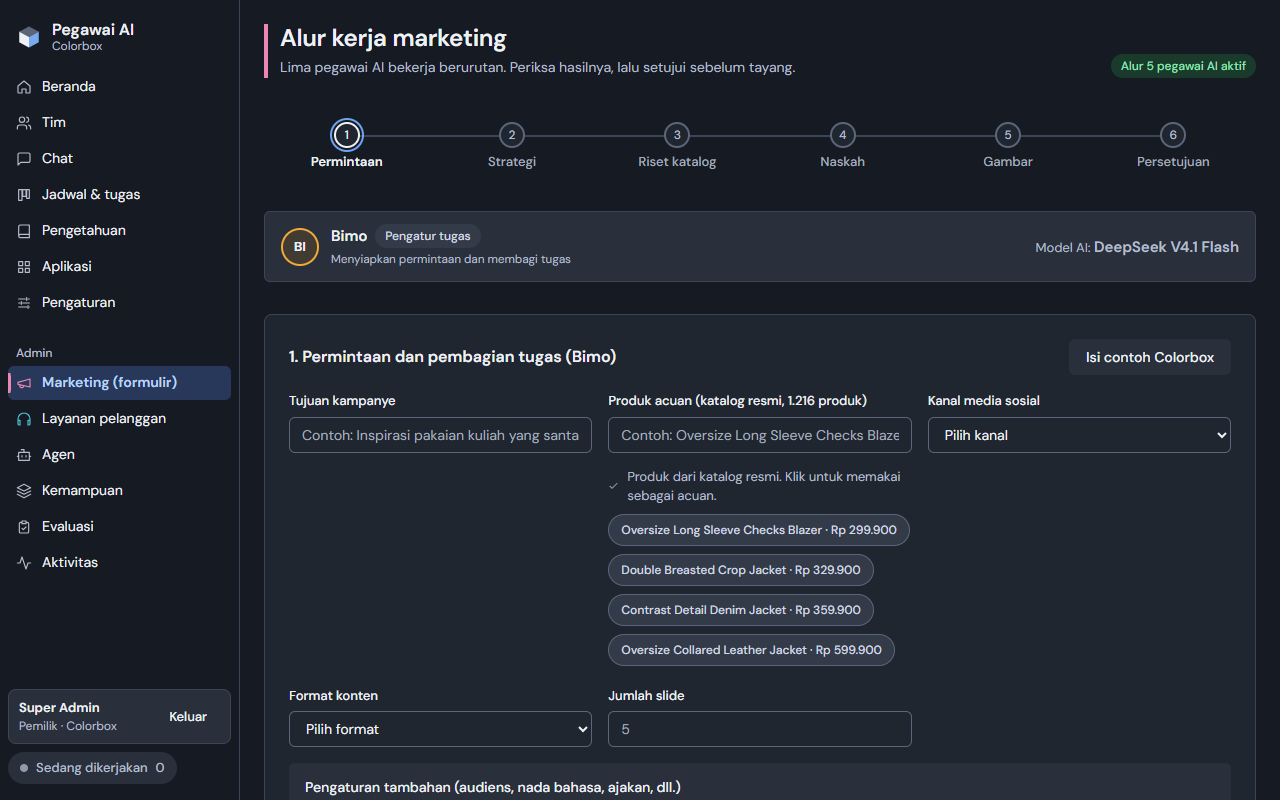 Pegawai AI
Colorbox
Beranda
Tim
Chat
Jadwal & tugas
Pengetahuan
Aplikasi
Pengaturan
Admin
Marketing (formulir)
Layanan pelanggan
Agen
Kemampuan
Evaluasi
Aktivitas
Super Admin
Pemilik · Colorbox
Keluar
Sedang dikerjakan 0
Alur kerja marketing
Lima pegawai AI bekerja berurutan. Periksa hasilnya, lalu setujui sebelum tayang.
Alur 5 pegawai AI aktif
1 2 3 4 5 6
Permintaan Strategi Riset katalog Naskah Gambar Persetujuan
BI
Bimo Pengatur tugas
Menyiapkan permintaan dan membagi tugas
Model AI: DeepSeek V4.1 Flash
1. Permintaan dan pembagian tugas (Bimo)
Isi contoh Colorbox
Tujuan kampanye
Contoh: Inspirasi pakaian kuliah yang santa
Produk acuan (katalog resmi, 1.216 produk)
Contoh: Oversize Long Sleeve Checks Blaze
Kanal media sosial
Pilih kanal
Produk dari katalog resmi. Klik untuk memakai
sebagai acuan.
Oversize Long Sleeve Checks Blazer · Rp 299.900
Double Breasted Crop Jacket · Rp 329.900
Contrast Detail Denim Jacket · Rp 359.900
Oversize Collared Leather Jacket · Rp 599.900
Format konten
Pilih format
Jumlah slide
5
Pengaturan tambahan (audiens, nada bahasa, ajakan, dll.)